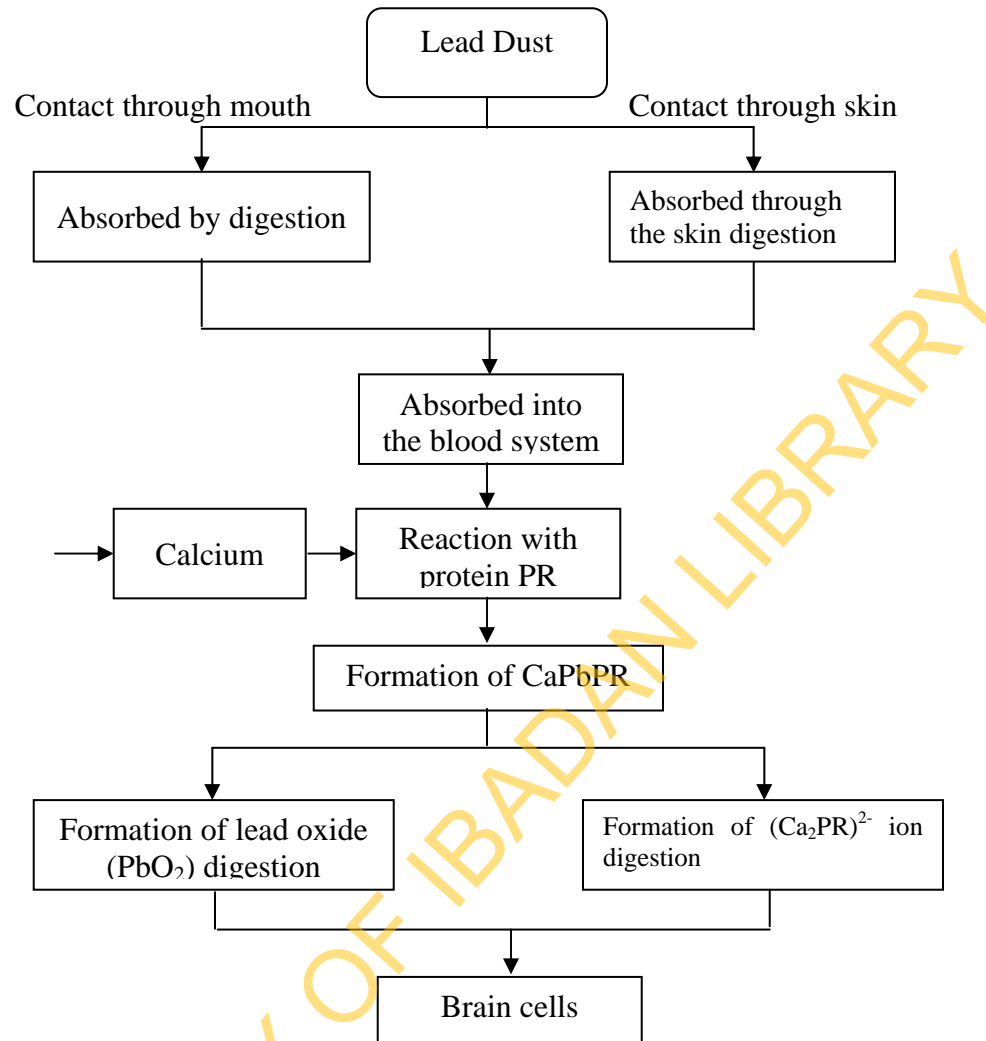 Lead Dust
Contact through mouth
Contact through skin
Absorbed by digestion
Absorbed through
the skin digestion
Absorbed into
the blood system
Calcium
Reaction with
protein PR
Formation of CaPbPR
Formation of lead oxide
(PbO₂) digestion
Formation of (Ca₂PR)²⁻ ion
digestion
Brain cells
Y OF IBADAN LIBRARY